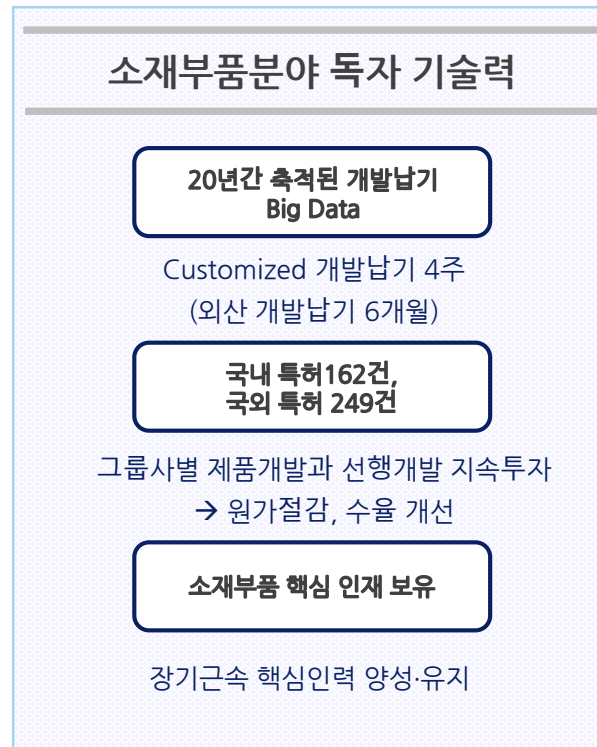 소재부품분야 독자 기술력
20년간 축적된 개발납기
Big Data
Customized 개발납기 4주
(외산 개발납기 6개월)
국내 특허162건,
국외 특허 249건
그룹사별 제품개발과 선행개발 지속투자
→ 원가절감, 수율 개선
소재부품 핵심 인재 보유
장기근속 핵심인력 양성·유지